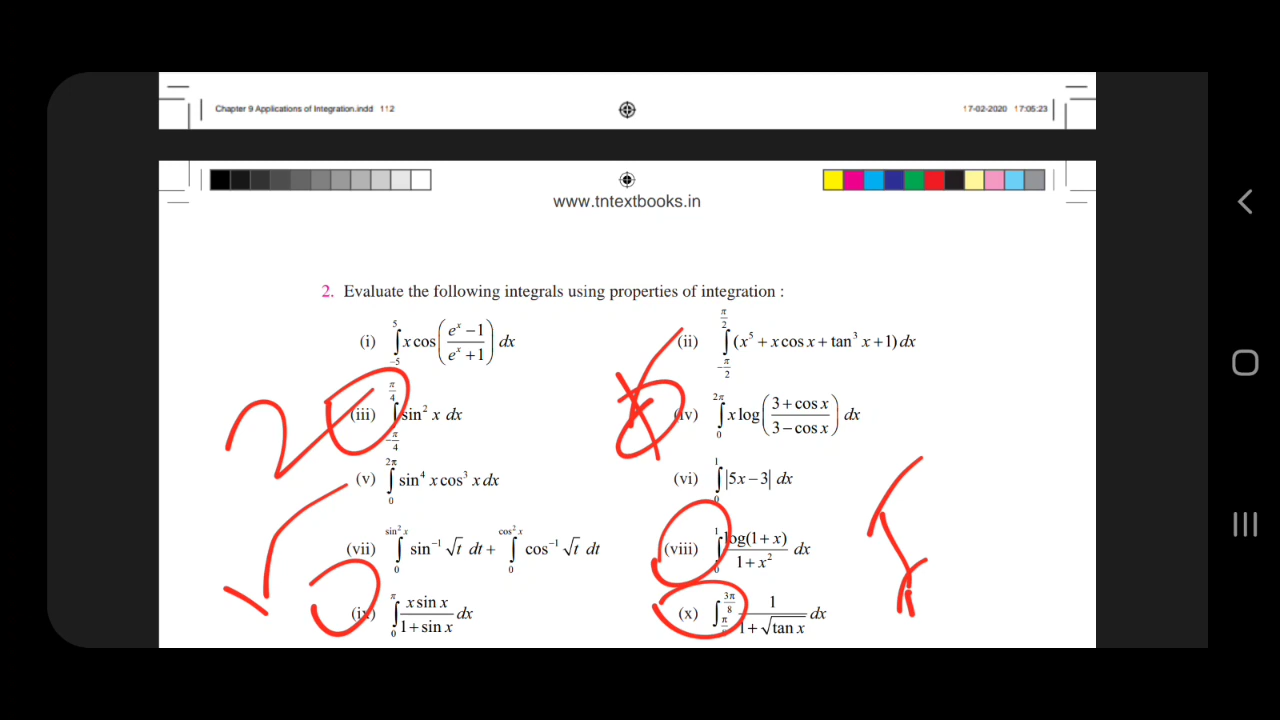 Chapter 9 Applications of Integration.indd 112 17-02-2020 17:05:23
www.tntextbooks.in
2. Evaluate the following integrals using properties of integration :
(i) ∫_{-5}^{5} x cos((e^x − 1)/(e^x + 1)) dx (ii) ∫_{-π/2}^{π/2} (x^5 + x cos x + tan^3 x + 1) dx
(iii) ∫_{-π/4}^{π/4} sin^2 x dx (iv) ∫_{0}^{2π} x log((3 + cos x)/(3 − cos x)) dx
(v) ∫_{0}^{2π} sin^4 x cos^3 x dx (vi) ∫_{0}^{1} |5x − 3| dx
(vii) ∫_{0}^{sin^2 x} sin^{-1} √t dt + ∫_{0}^{cos^2 x} cos^{-1} √t dt (viii) ∫_{0}^{1} log(1 + x)/(1 + x^2) dx
(ix) ∫_{0}^{π} x sin x/(1 + sin x) dx (x) ∫_{π}^{3π/8} 1/(1 + √tan x) dx